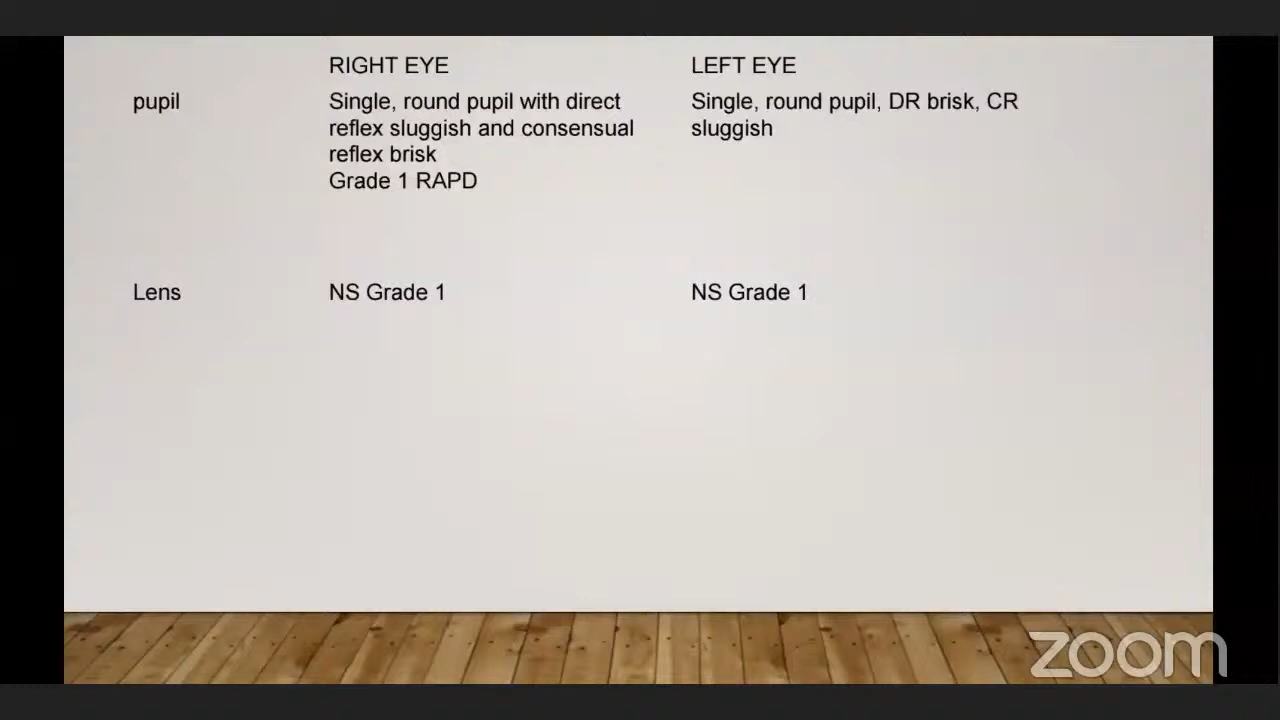 RIGHT EYE
LEFT EYE
pupil
Single, round pupil with direct
reflex sluggish and consensual
reflex brisk
Grade 1 RAPD
Single, round pupil, DR brisk, CR
sluggish
Lens
NS Grade 1
NS Grade 1
zoom